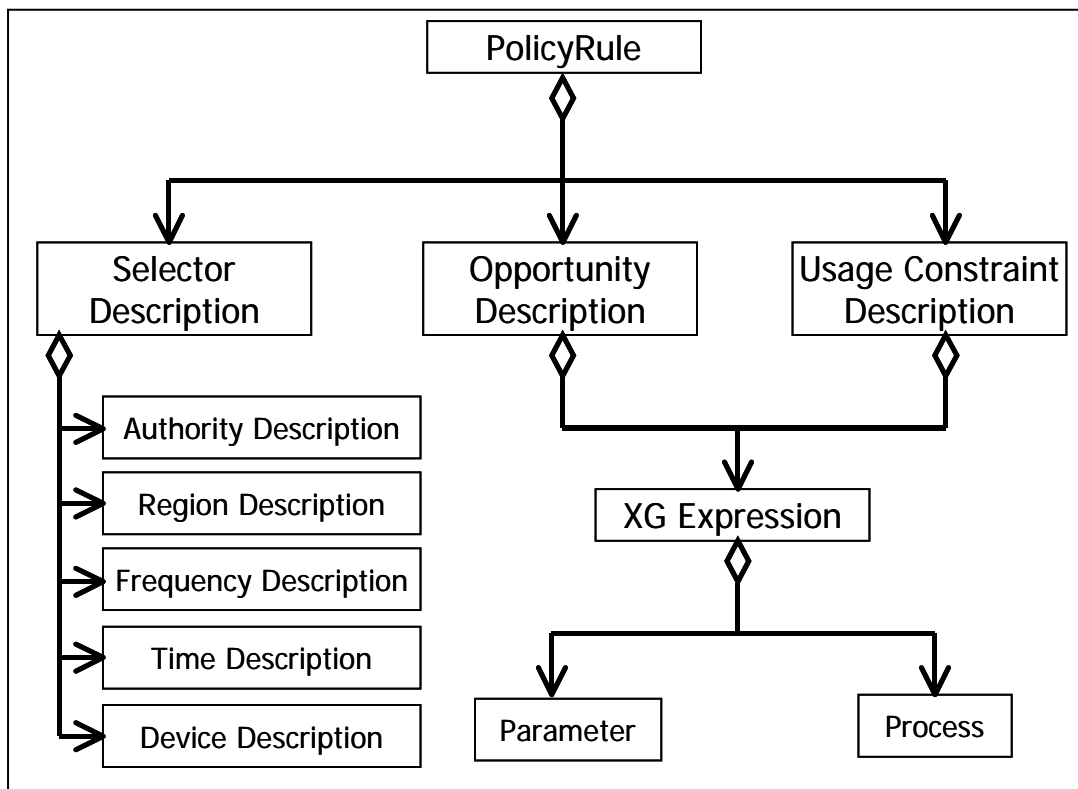 PolicyRule
Selector
Description
Opportunity
Description
Usage Constraint
Description
Authority Description
Region Description
Frequency Description
Time Description
Device Description
XG Expression
Parameter
Process